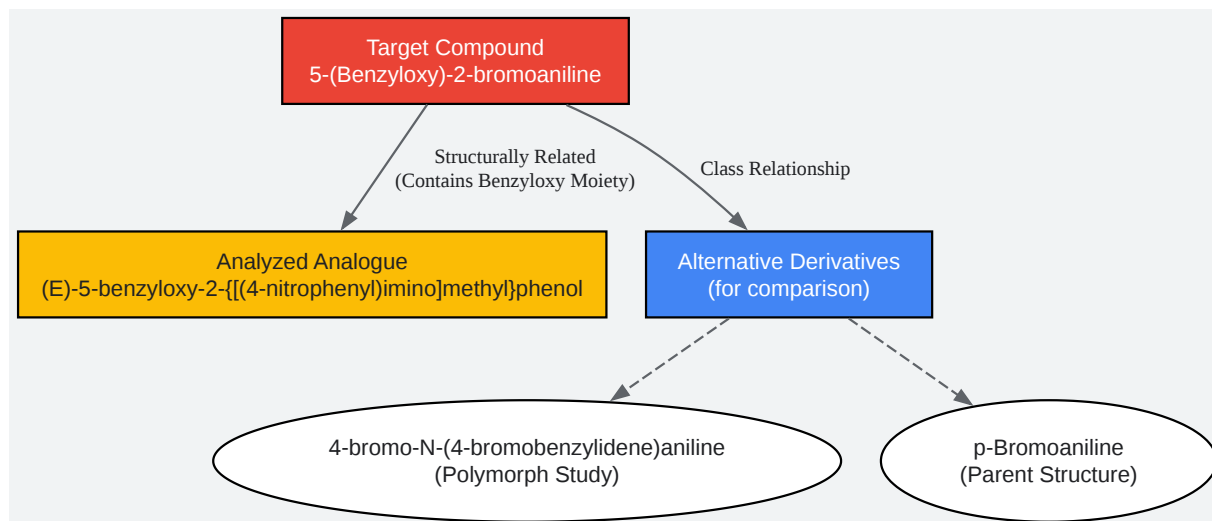 Target Compound
5-(Benzyloxy)-2-bromoaniline
Structurally Related
(Contains Benzyloxy Moiety)
Class Relationship
Analyzed Analogue
(E)-5-benzyloxy-2-{[(4-nitrophenyl)imino]methyl}phenol
Alternative Derivatives
(for comparison)
4-bromo-N-(4-bromobenzylidene)aniline
(Polymorph Study)
p-Bromoaniline
(Parent Structure)